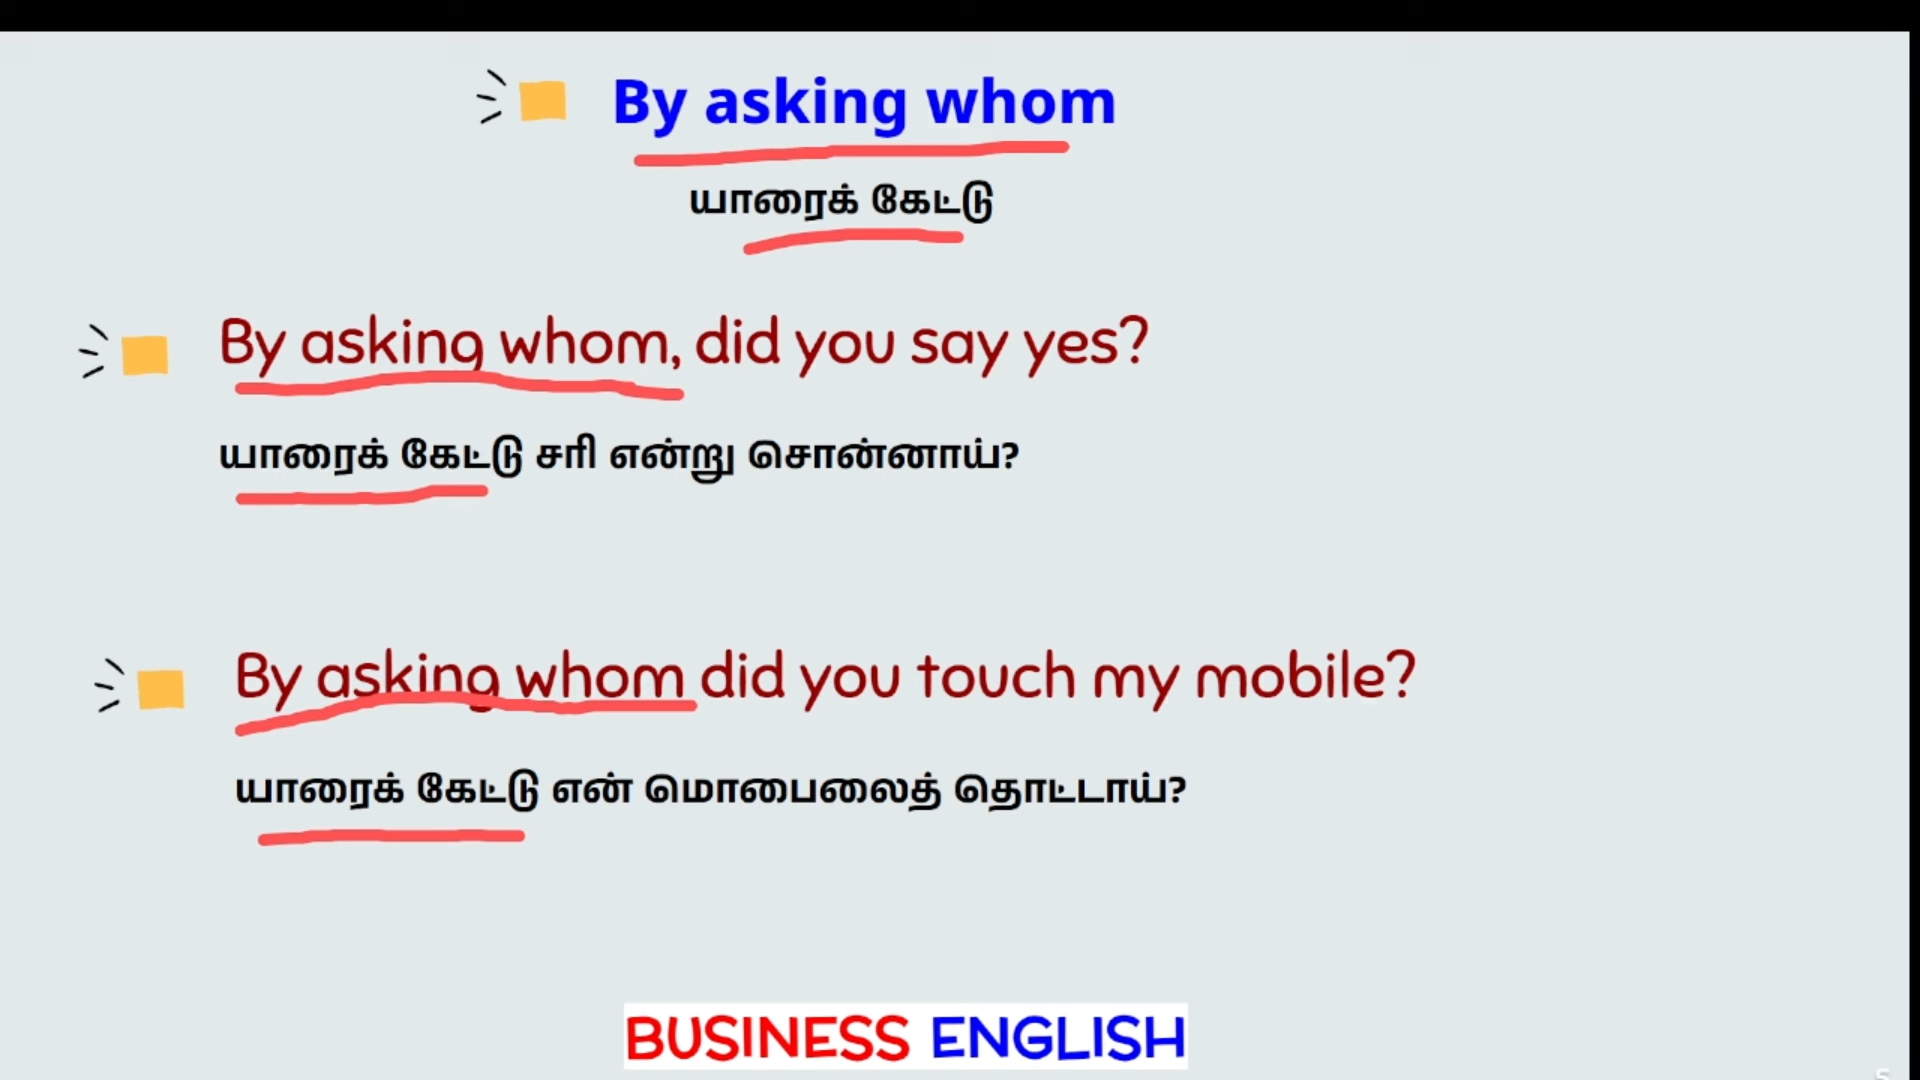 By asking whom
யாரைக் கேட்டு
By asking whom, did you say yes?
யாரைக் கேட்டு சரி என்று சொன்னாய்?
By asking whom did you touch my mobile?
யாரைக் கேட்டு என் மொபைலைத் தொட்டாய்?
BUSINESS ENGLISH
5